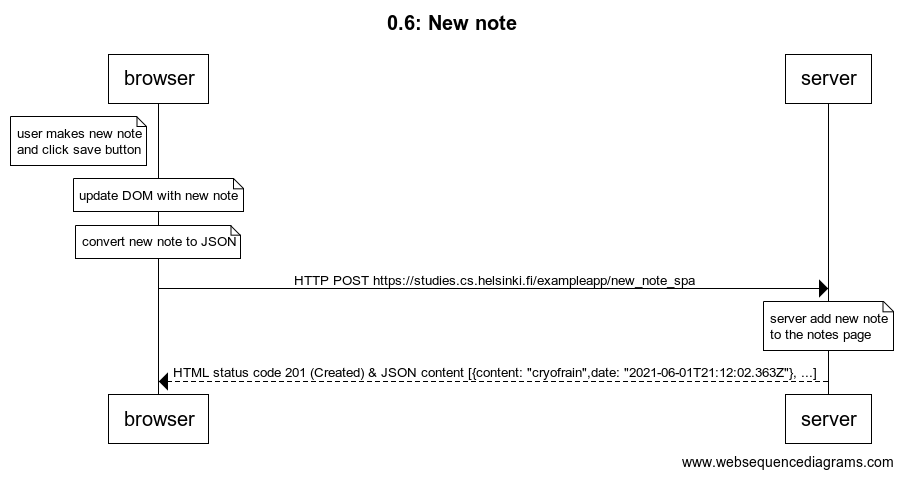 0.6: New note
browser
server
user makes new note
and click save button
update DOM with new note
convert new note to JSON
HTTP POST https://studies.cs.helsinki.fi/exampleapp/new_note_spa
server add new note
to the notes page
HTML status code 201 (Created) & JSON content [{content: "cryofrain",date: "2021-06-01T21:12:02.363Z"}, ...]
browser
server
www.websequencediagrams.com